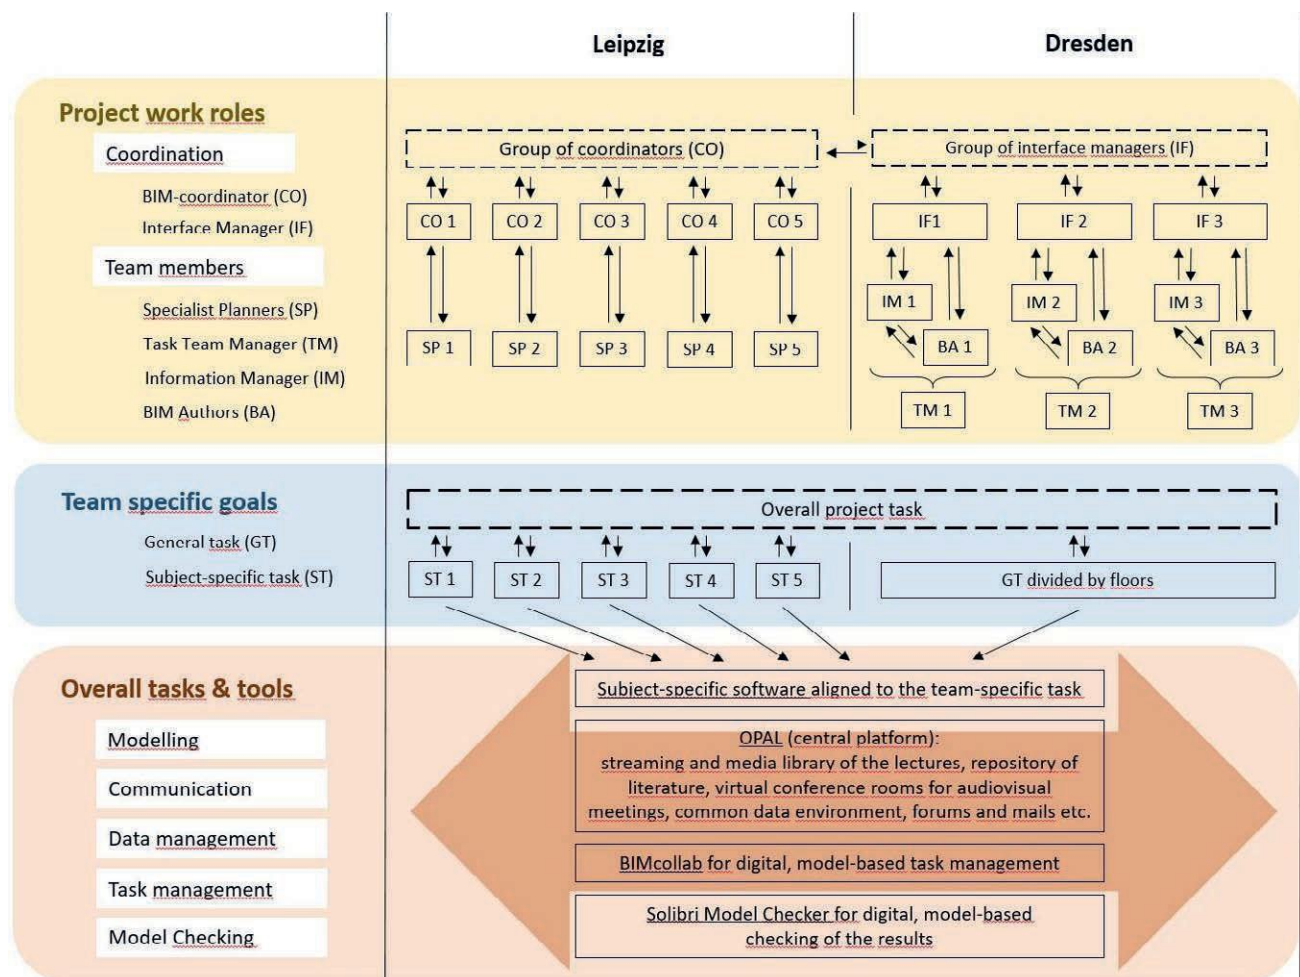 Leipzig
Dresden
Project work roles
Coordination
BIM-coordinator (CO)
Interface Manager (IF)
Team members
Specialist Planners (SP)
Task Team Manager (TM)
Information Manager (IM)
BIM Authors (BA)
Group of coordinators (CO)
Group of interface managers (IF)
CO 1
CO 2
CO 3
CO 4
CO 5
IF1
IF 2
IF 3
IM 1
IM 2
IM 3
SP 1
SP 2
SP 3
SP 4
SP 5
BA 1
BA 2
BA 3
TM 1
TM 2
TM 3
Team specific goals
General task (GT)
Subject-specific task (ST)
Overall project task
ST 1
ST 2
ST 3
ST 4
ST 5
GT divided by floors
Overall tasks & tools
Modelling
Communication
Data management
Task management
Model Checking
Subject-specific software aligned to the team-specific task
OPAL (central platform):
streaming and media library of the lectures, repository of
literature, virtual conference rooms for audiovisual
meetings, common data environment, forums and mails etc.
BIMcollab for digital, model-based task management
Solibri Model Checker for digital, model-based
checking of the results